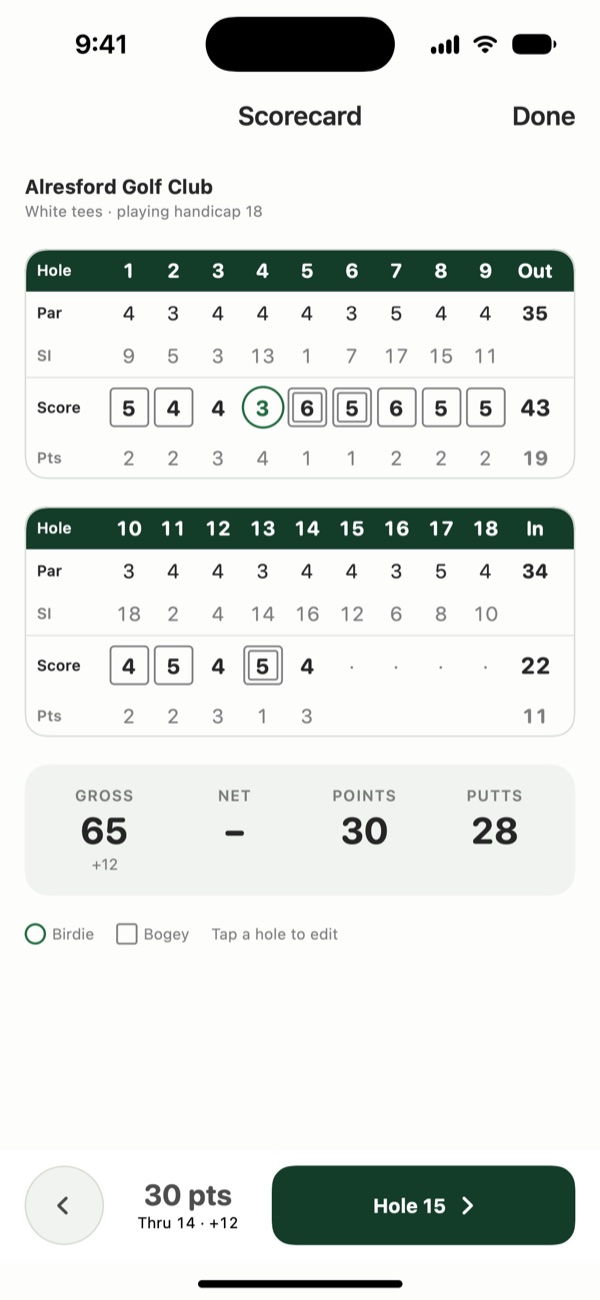 9:41
Scorecard Done
Alresford Golf Club
White tees · playing handicap 18
Hole 1 2 3 4 5 6 7 8 9 Out
Par 4 3 4 4 4 3 5 4 4 35
SI 9 5 3 13 1 7 17 15 11
Score 5 4 4 3 6 5 6 5 5 43
Pts 2 2 3 4 1 1 2 2 2 19
Hole 10 11 12 13 14 15 16 17 18 In
Par 3 4 4 3 4 4 3 5 4 34
SI 18 2 4 14 16 12 6 8 10
Score 4 5 4 5 4 · · · · 22
Pts 2 2 3 1 3 11
GROSS NET POINTS PUTTS
65 – 30 28
+12
Birdie Bogey Tap a hole to edit
30 pts
Thru 14 · +12
Hole 15